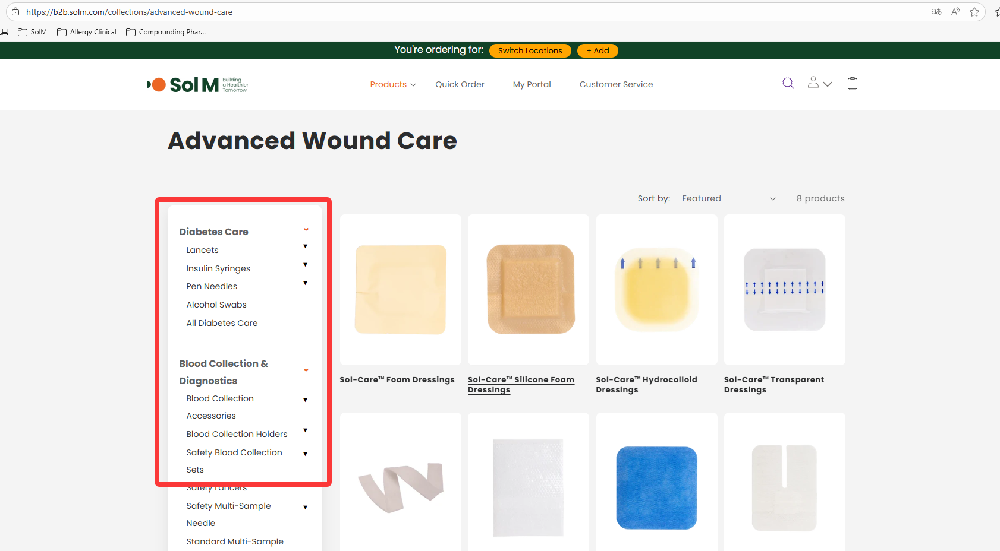 https://b2b.solm.com/collections/advanced-wound-care
具 SolM Allergy Clinical Compounding Phar...
You're ordering for: Switch Locations + Add
Sol M Building a Healthier Tomorrow
Products Quick Order My Portal Customer Service
Advanced Wound Care
Sort by: Featured 8 products
Diabetes Care
Lancets
Insulin Syringes
Pen Needles
Alcohol Swabs
All Diabetes Care
Blood Collection &
Diagnostics
Blood Collection
Accessories
Blood Collection Holders
Safety Blood Collection
Sets
Safety Lancets
Safety Multi-Sample
Needle
Standard Multi-Sample
Sol-Care™ Foam Dressings
Sol-Care™ Silicone Foam
Dressings
Sol-Care™ Hydrocolloid
Dressings
Sol-Care™ Transparent
Dressings